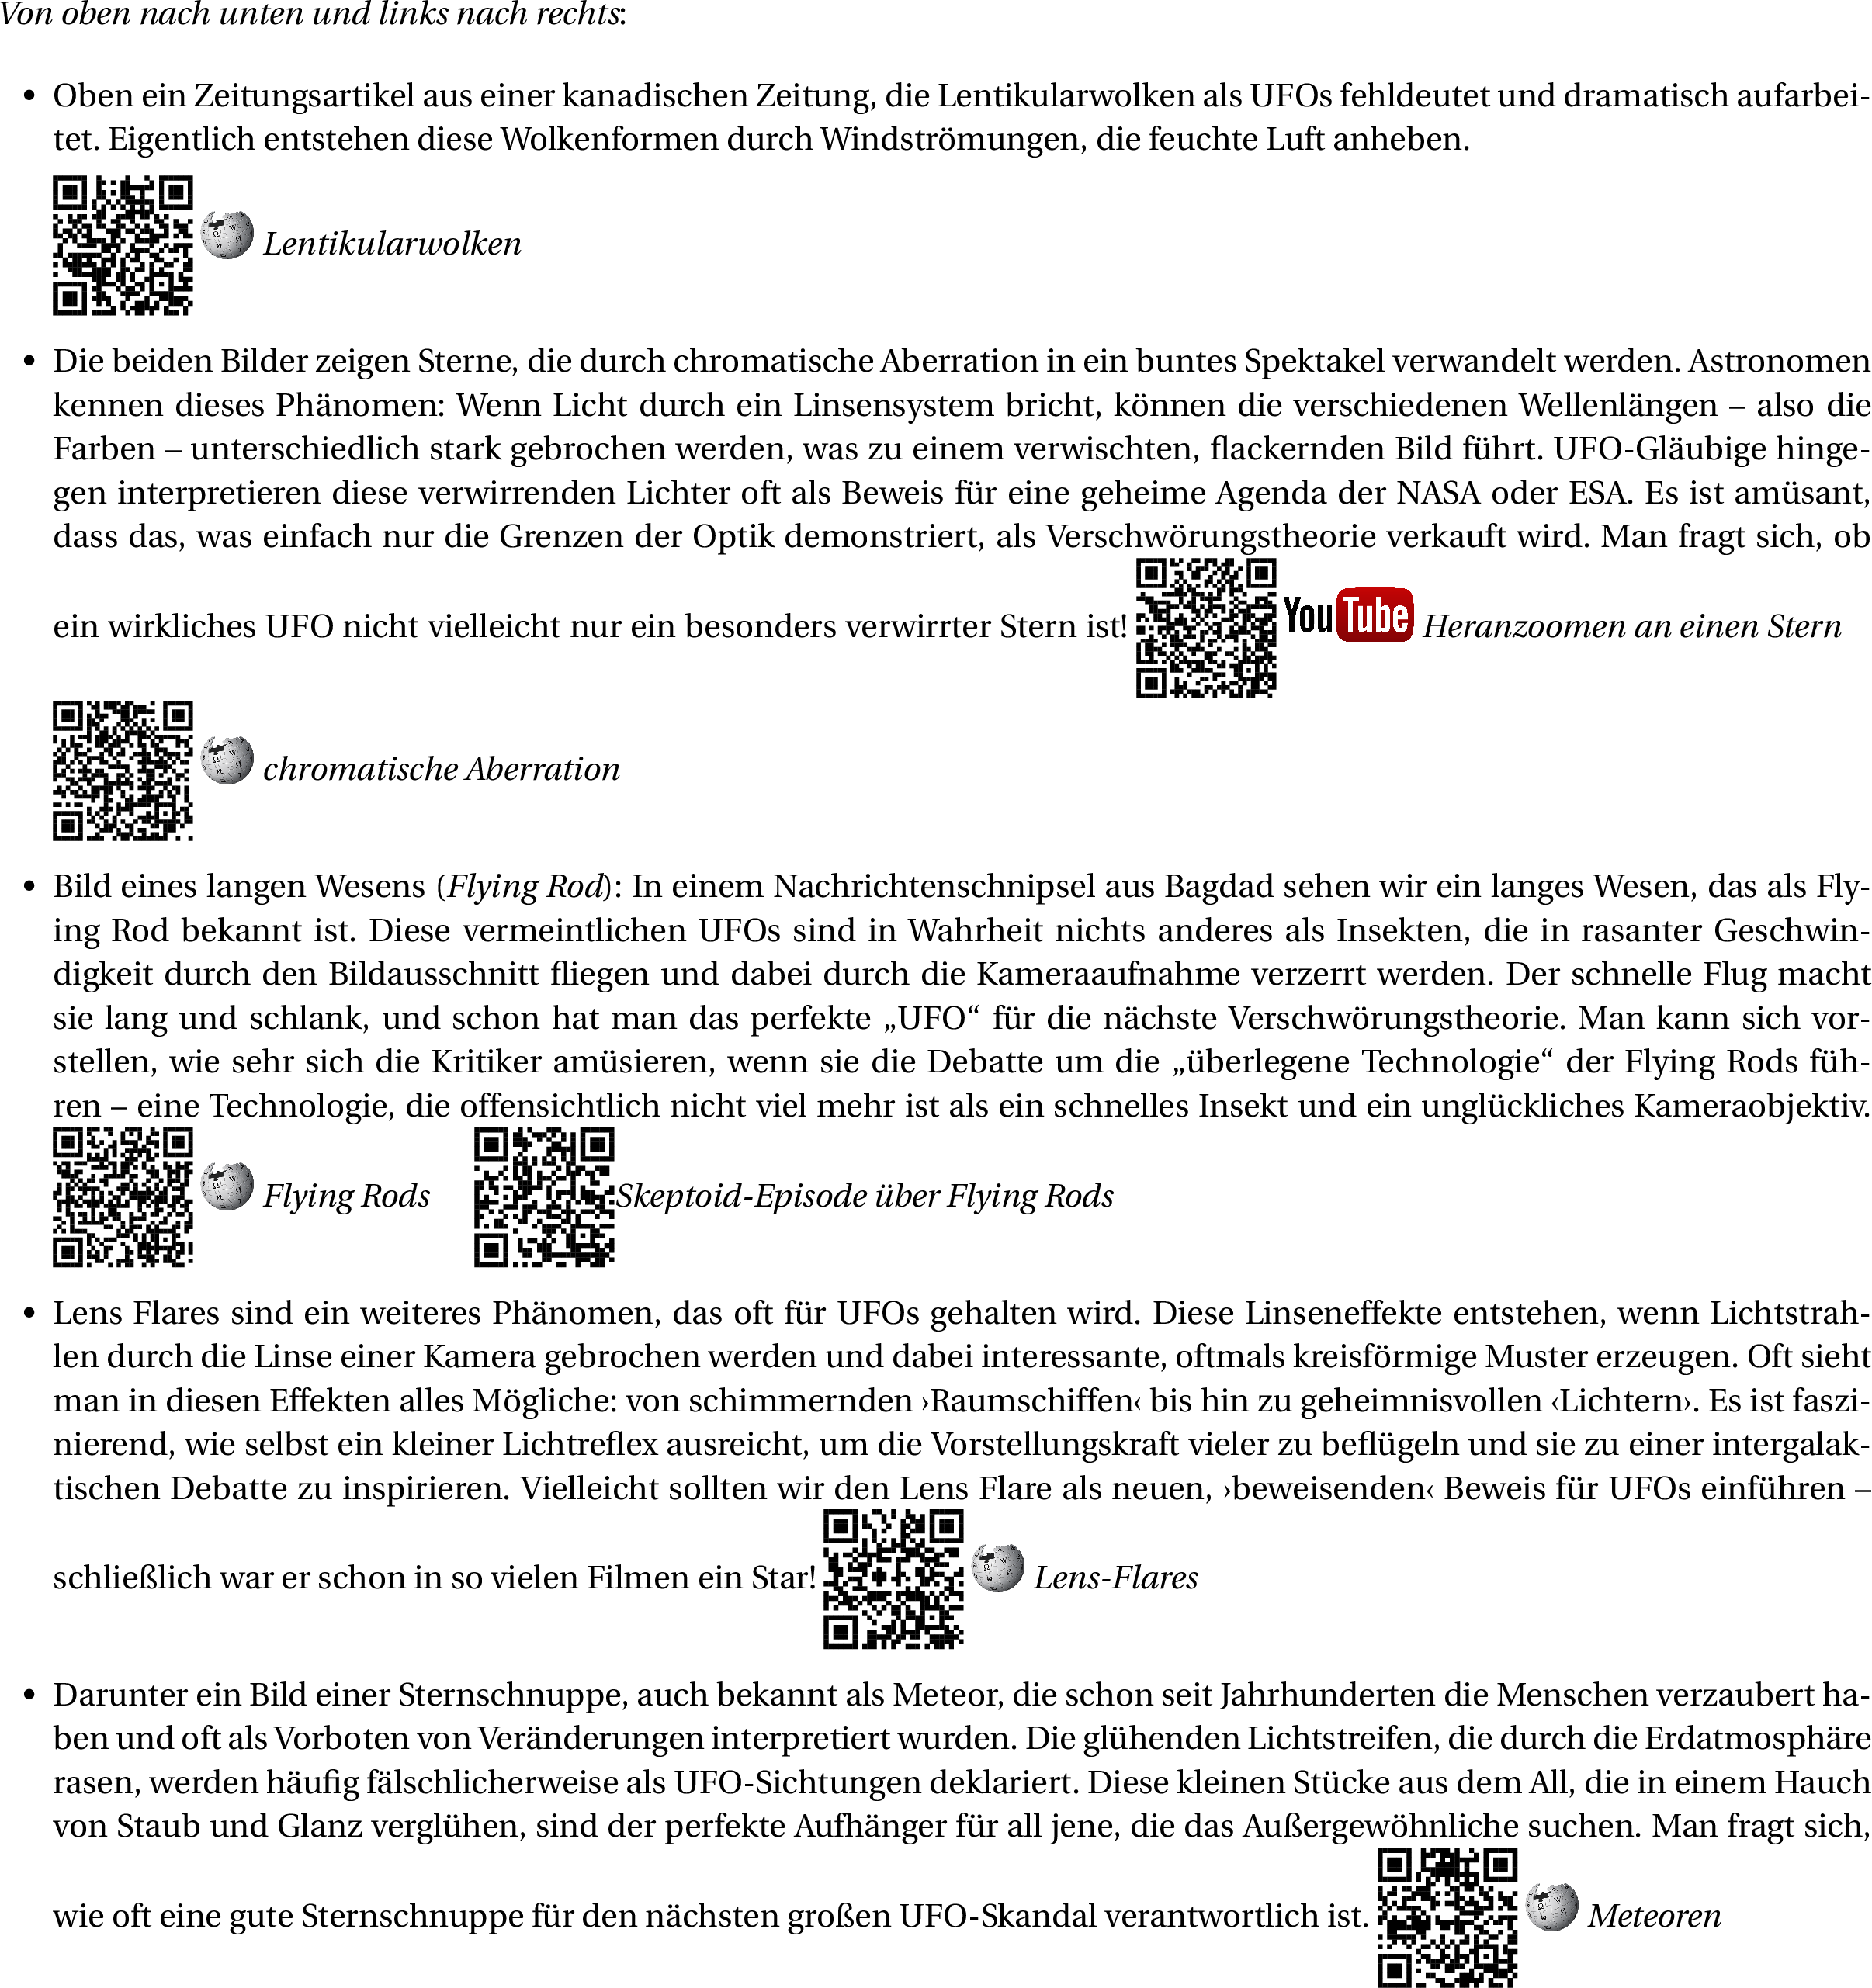 Von oben nach unten und links nach rechts:
• Oben ein Zeitungsartikel aus einer kanadischen Zeitung, die Lentikularwolken als UFOs fehldeutet und dramatisch aufarbei-
tet. Eigentlich entstehen diese Wolkenformen durch Windströmungen, die feuchte Luft anheben.
Lentikularwolken
• Die beiden Bilder zeigen Sterne, die durch chromatische Aberration in ein buntes Spektakel verwandelt werden. Astronomen
kennen dieses Phänomen: Wenn Licht durch ein Linsensystem bricht, können die verschiedenen Wellenlängen – also die
Farben – unterschiedlich stark gebrochen werden, was zu einem verwischten, flackernden Bild führt. UFO-Gläubige hinge-
gen interpretieren diese verwirrenden Lichter oft als Beweis für eine geheime Agenda der NASA oder ESA. Es ist amüsant,
dass das, was einfach nur die Grenzen der Optik demonstriert, als Verschwörungstheorie verkauft wird. Man fragt sich, ob
ein wirkliches UFO nicht vielleicht nur ein besonders verwirrter Stern ist! YouTube Heranzoomen an einen Stern
chromatische Aberration
• Bild eines langen Wesens (Flying Rod): In einem Nachrichtenschnipsel aus Bagdad sehen wir ein langes Wesen, das als Fly-
ing Rod bekannt ist. Diese vermeintlichen UFOs sind in Wahrheit nichts anderes als Insekten, die in rasanter Geschwin-
digkeit durch den Bildausschnitt fliegen und dabei durch die Kameraaufnahme verzerrt werden. Der schnelle Flug macht
sie lang und schlank, und schon hat man das perfekte „UFO“ für die nächste Verschwörungstheorie. Man kann sich vor-
stellen, wie sehr sich die Kritiker amüsieren, wenn sie die Debatte um die „überlegene Technologie“ der Flying Rods füh-
ren – eine Technologie, die offensichtlich nicht viel mehr ist als ein schnelles Insekt und ein unglückliches Kameraobjektiv.
Flying Rods Skeptoid-Episode über Flying Rods
• Lens Flares sind ein weiteres Phänomen, das oft für UFOs gehalten wird. Diese Linseneffekte entstehen, wenn Lichtstrah-
len durch die Linse einer Kamera gebrochen werden und dabei interessante, oftmals kreisförmige Muster erzeugen. Oft sieht
man in diesen Effekten alles Mögliche: von schimmernden ›Raumschiffen‹ bis hin zu geheimnisvollen ‹Lichtern›. Es ist faszi-
nierend, wie selbst ein kleiner Lichtreflex ausreicht, um die Vorstellungskraft vieler zu beflügeln und sie zu einer intergalak-
tischen Debatte zu inspirieren. Vielleicht sollten wir den Lens Flare als neuen, ›beweisenden‹ Beweis für UFOs einführen –
schließlich war er schon in so vielen Filmen ein Star! Lens-Flares
• Darunter ein Bild einer Sternschnuppe, auch bekannt als Meteor, die schon seit Jahrhunderten die Menschen verzaubert ha-
ben und oft als Vorboten von Veränderungen interpretiert wurden. Die glühenden Lichtstreifen, die durch die Erdatmosphäre
rasen, werden häufig fälschlicherweise als UFO-Sichtungen deklariert. Diese kleinen Stücke aus dem All, die in einem Hauch
von Staub und Glanz verglühen, sind der perfekte Aufhänger für all jene, die das Außergewöhnliche suchen. Man fragt sich,
wie oft eine gute Sternschnuppe für den nächsten großen UFO-Skandal verantwortlich ist. Meteoren